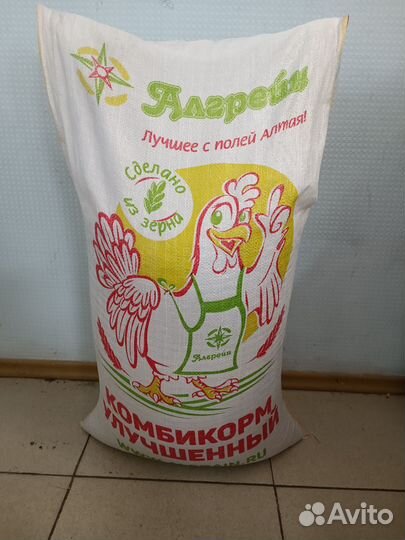 Алгрейн
Лучшее с полей Алтая!
Сделано
из зерна
Алгрейн
КОМБИКОРМ
УЛУЧШЕННЫЙ
Avito